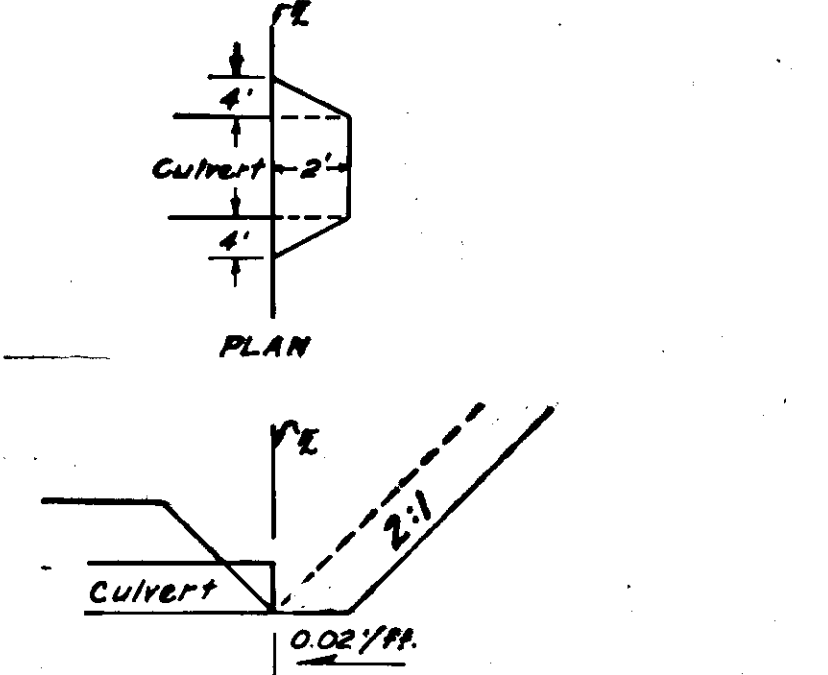 ℄
4'
Culvert 2'
4'
PLAN
℄
2:1
Culvert
0.02'/ft.